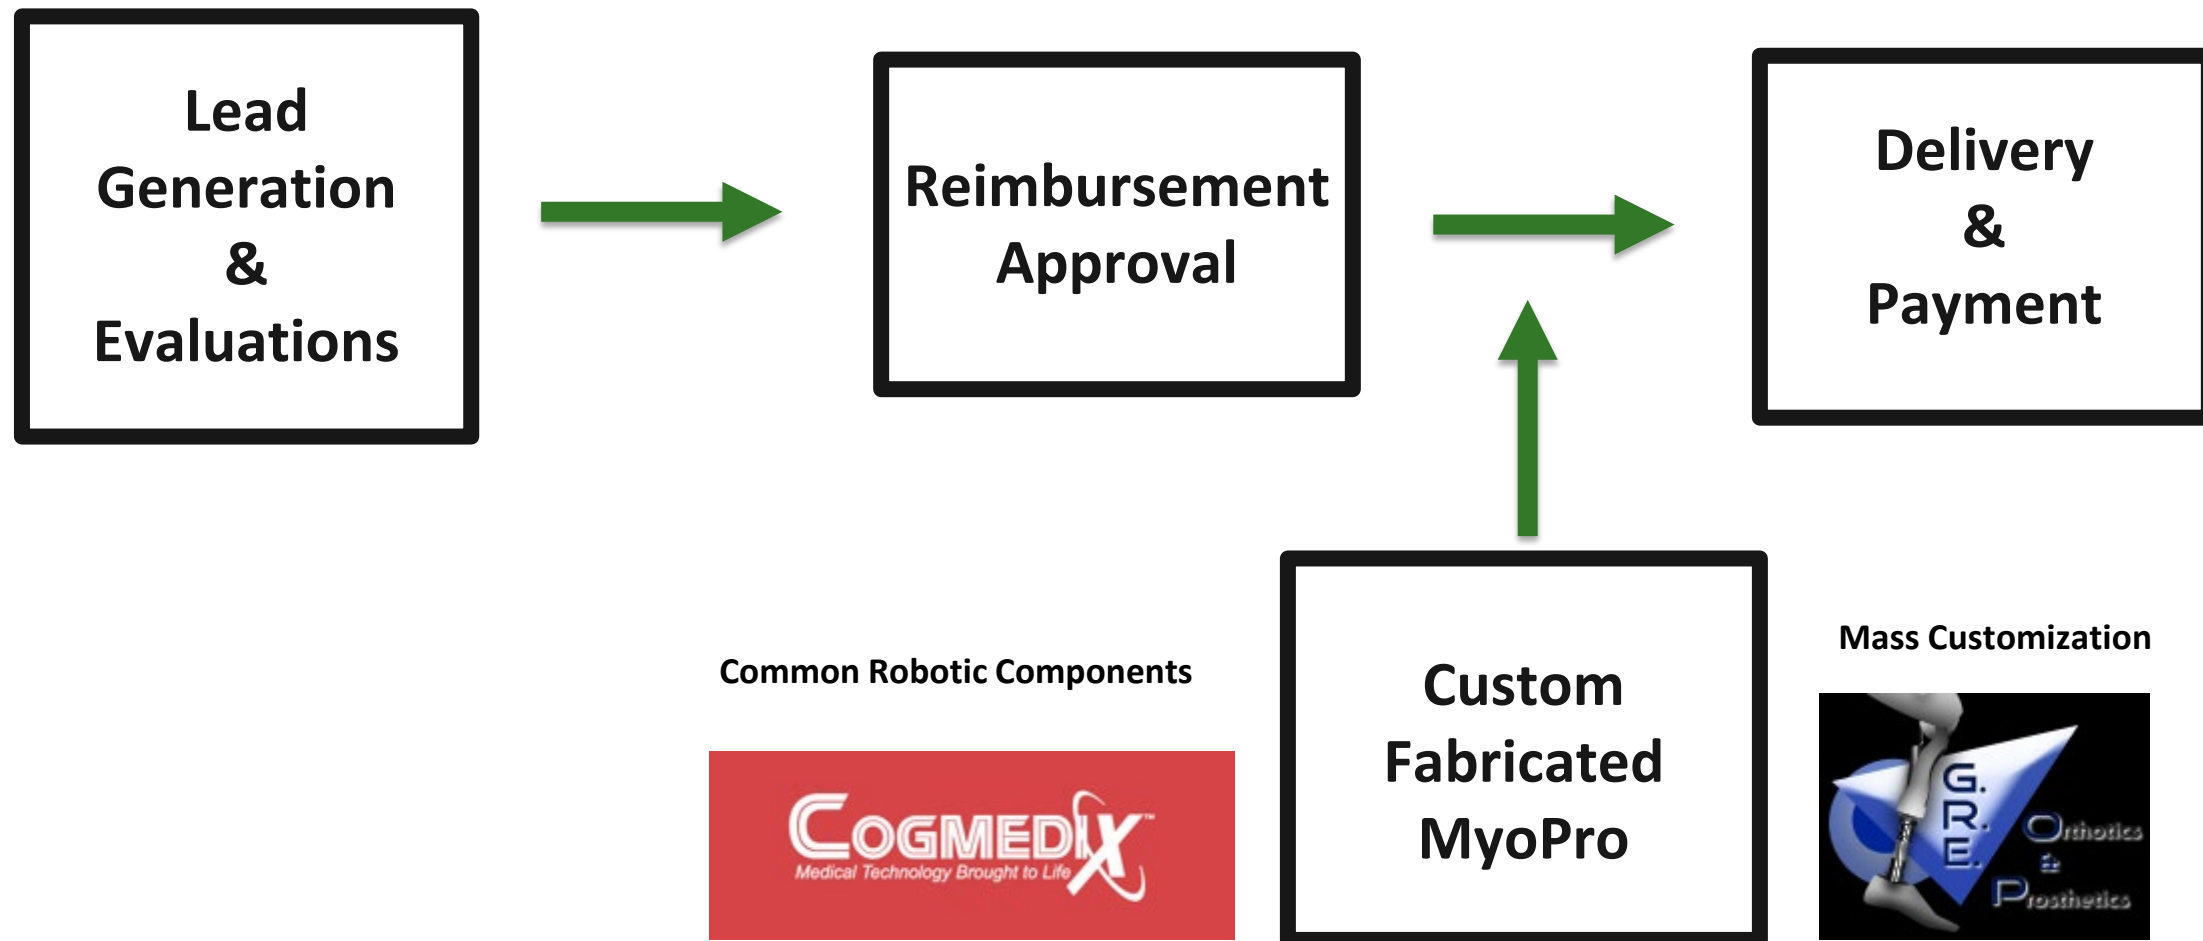 Lead
Generation
&
Evaluations
Reimbursement
Approval
Delivery
&
Payment
Common Robotic Components
COGMEDIX™
Medical Technology Brought to Life
Custom
Fabricated
MyoPro
Mass Customization
G.
R.
E.
Orthotics
&
Prosthetics